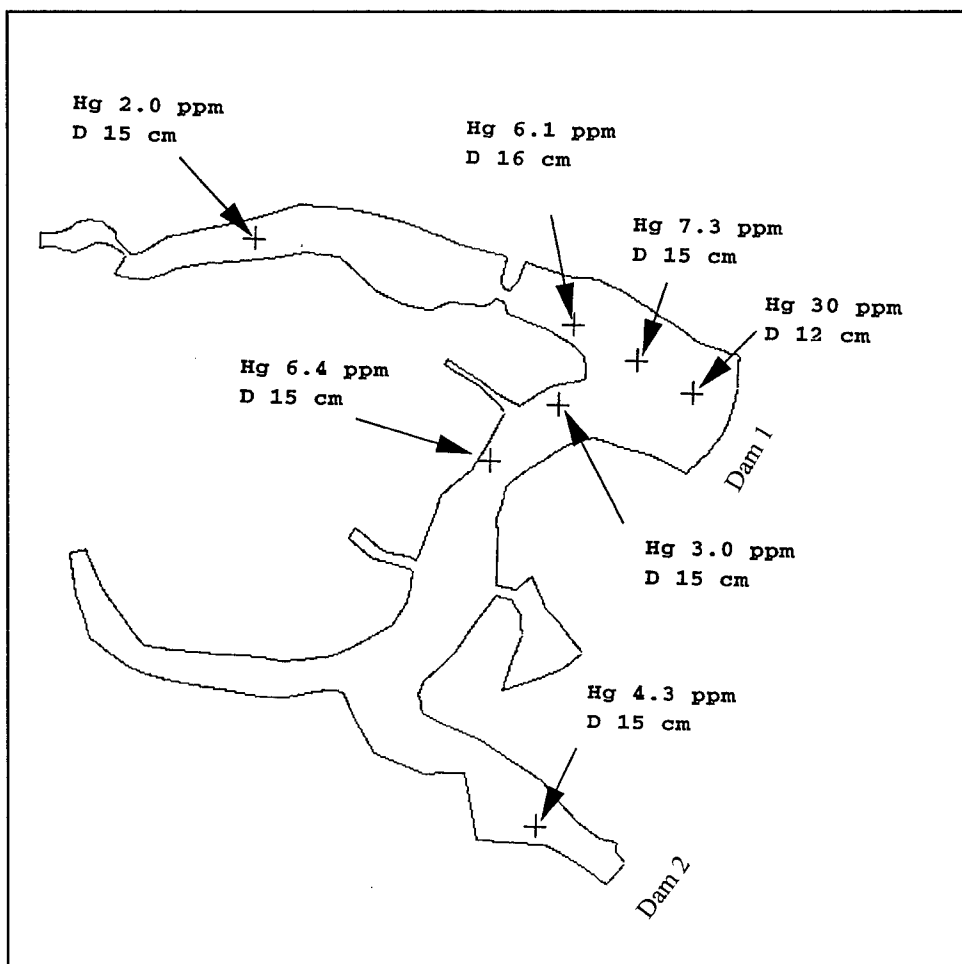 Hg 2.0 ppm
D 15 cm
Hg 6.1 ppm
D 16 cm
Hg 7.3 ppm
D 15 cm
Hg 30 ppm
D 12 cm
Hg 6.4 ppm
D 15 cm
Dam 1
Hg 3.0 ppm
D 15 cm
Hg 4.3 ppm
D 15 cm
Dam 2